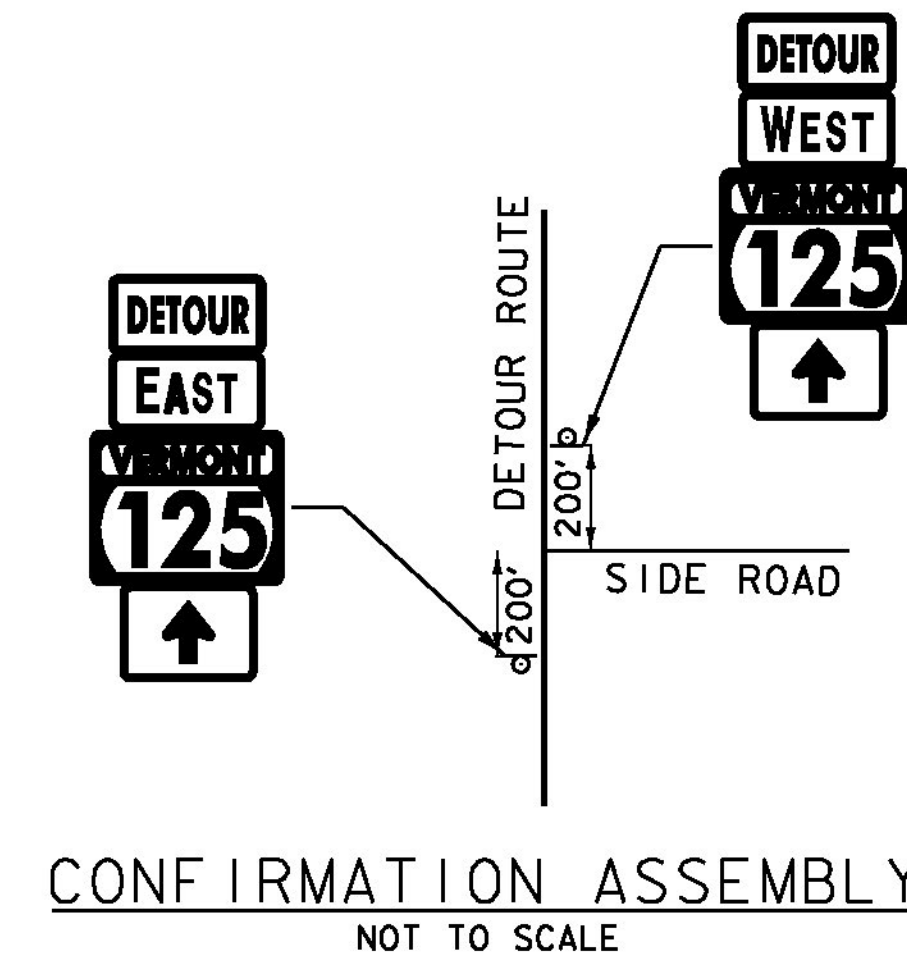 DETOUR
WEST
VERMONT
125
DETOUR ROUTE
DETOUR
EAST
VERMONT
125
200'
SIDE ROAD
200'
CONFIRMATION ASSEMBLY
NOT TO SCALE